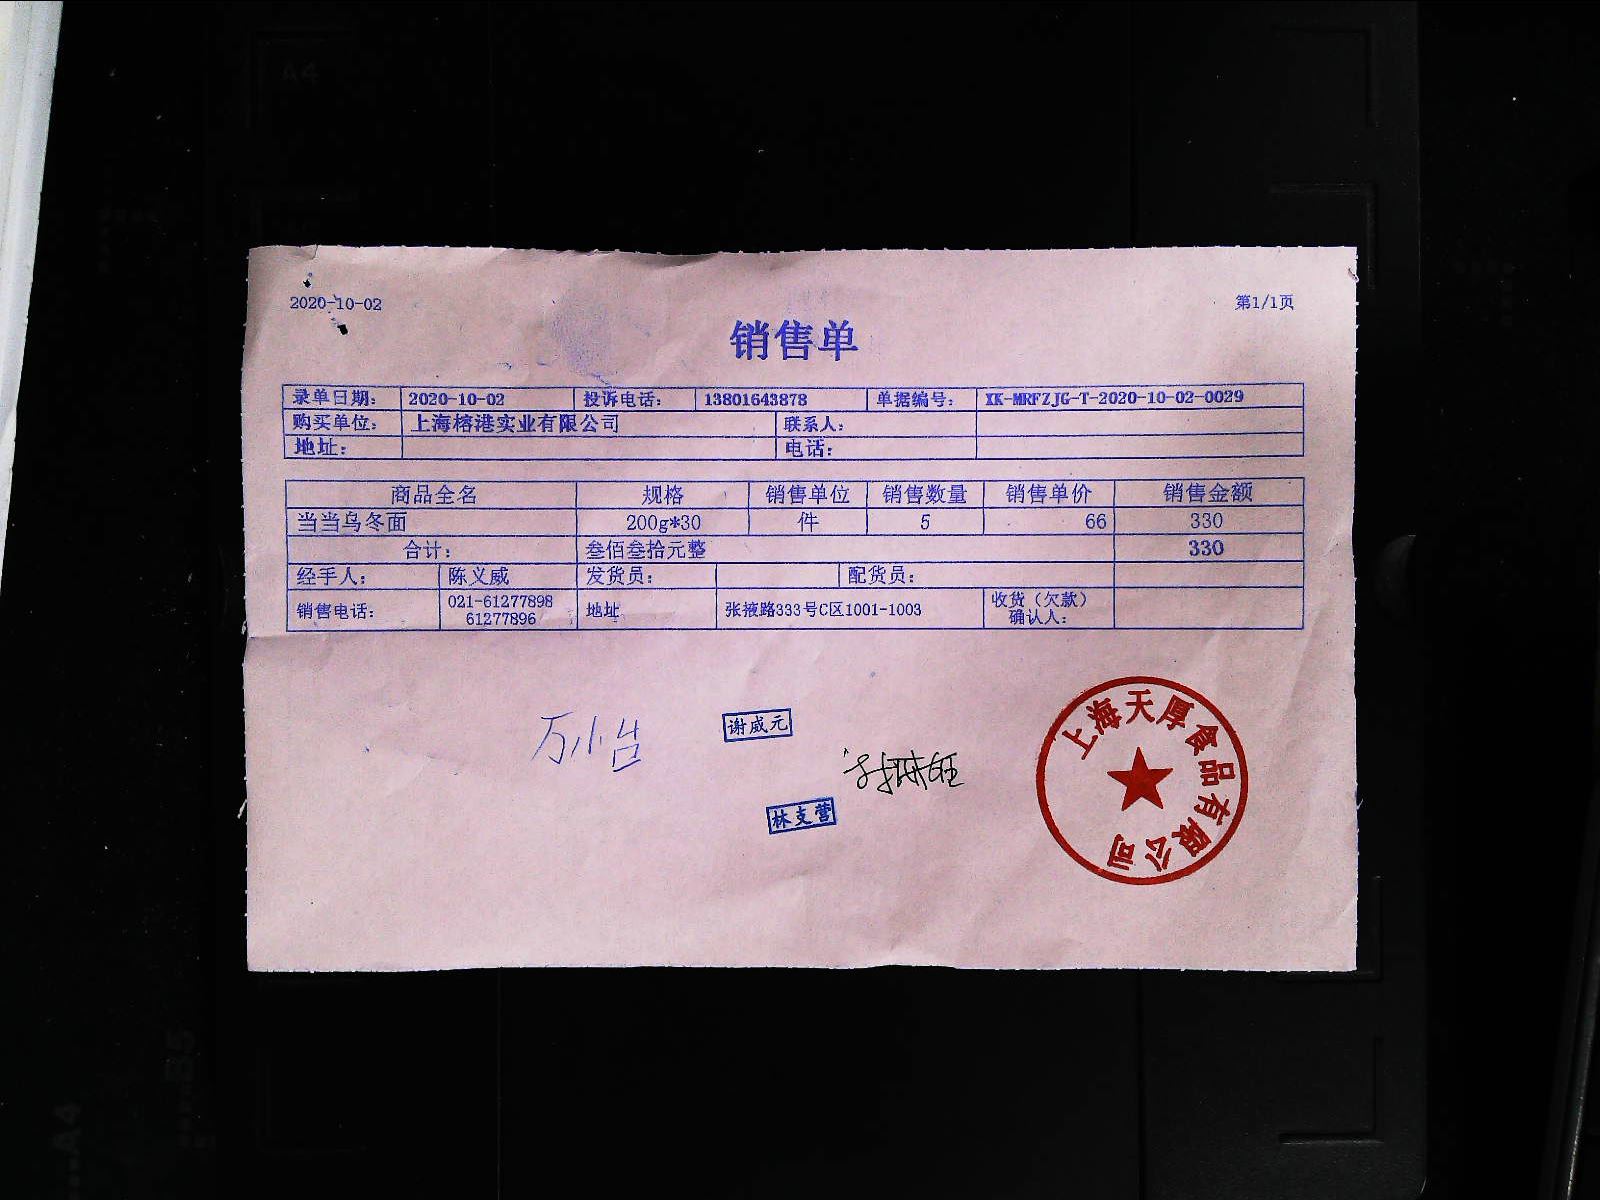 2020-10-02 第1/1页
销售单
录单日期: 2020-10-02 投诉电话: 13801643878 单据编号: XK-MRFZJG-T-2020-10-02-0029
购买单位: 上海榕港实业有限公司 联系人:
地址: 电话:
商品全名 规格 销售单位 销售数量 销售单价 销售金额
当当乌冬面 200g*30 件 5 66 330
合计: 叁佰叁拾元整 330
经手人: 陈义威 发货员: 配货员:
销售电话: 021-61277898 地址 张掖路333号C区1001-1003 收货（欠款）
61277896 确认人:
万小台
谢威元
林支营
上海天厚食品有限公司
A4
B5
A4